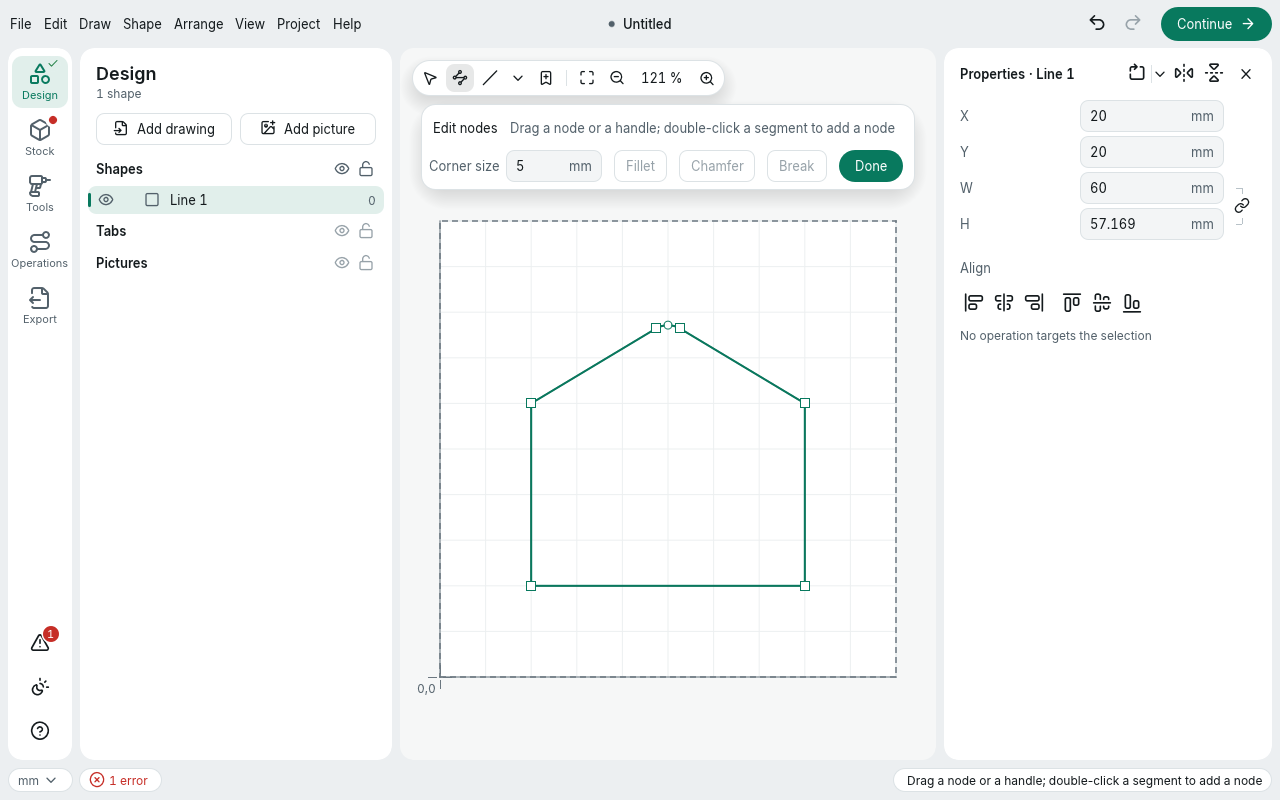 File Edit Draw Shape Arrange View Project Help
Untitled
Continue
Design
Stock
Tools
Operations
Export
1
Design
1 shape
Add drawing
Add picture
Shapes
Line 1 0
Tabs
Pictures
121 %
Edit nodes Drag a node or a handle; double-click a segment to add a node
Corner size 5 mm Fillet Chamfer Break Done
0,0
Properties · Line 1
X 20 mm
Y 20 mm
W 60 mm
H 57.169 mm
Align
No operation targets the selection
mm
1 error
Drag a node or a handle; double-click a segment to add a node